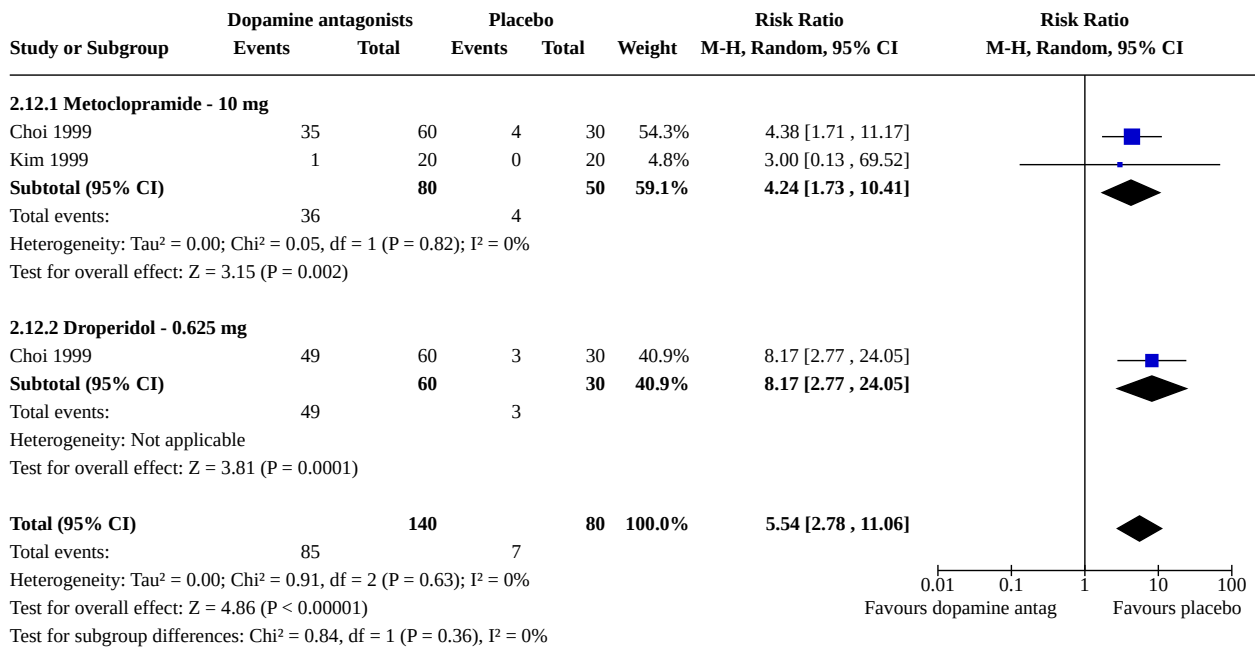 Dopamine antagonists Placebo Risk Ratio Risk Ratio
Study or Subgroup Events Total Events Total Weight M-H, Random, 95% CI M-H, Random, 95% CI
2.12.1 Metoclopramide - 10 mg
Choi 1999 35 60 4 30 54.3% 4.38 [1.71 , 11.17]
Kim 1999 1 20 0 20 4.8% 3.00 [0.13 , 69.52]
Subtotal (95% CI) 80 50 59.1% 4.24 [1.73 , 10.41]
Total events: 36 4
Heterogeneity: Tau² = 0.00; Chi² = 0.05, df = 1 (P = 0.82); I² = 0%
Test for overall effect: Z = 3.15 (P = 0.002)
2.12.2 Droperidol - 0.625 mg
Choi 1999 49 60 3 30 40.9% 8.17 [2.77 , 24.05]
Subtotal (95% CI) 60 30 40.9% 8.17 [2.77 , 24.05]
Total events: 49 3
Heterogeneity: Not applicable
Test for overall effect: Z = 3.81 (P = 0.0001)
Total (95% CI) 140 80 100.0% 5.54 [2.78 , 11.06]
Total events: 85 7
Heterogeneity: Tau² = 0.00; Chi² = 0.91, df = 2 (P = 0.63); I² = 0%
0.01 0.1 1 10 100
Test for overall effect: Z = 4.86 (P < 0.00001)
Favours dopamine antag Favours placebo
Test for subgroup differences: Chi² = 0.84, df = 1 (P = 0.36), I² = 0%